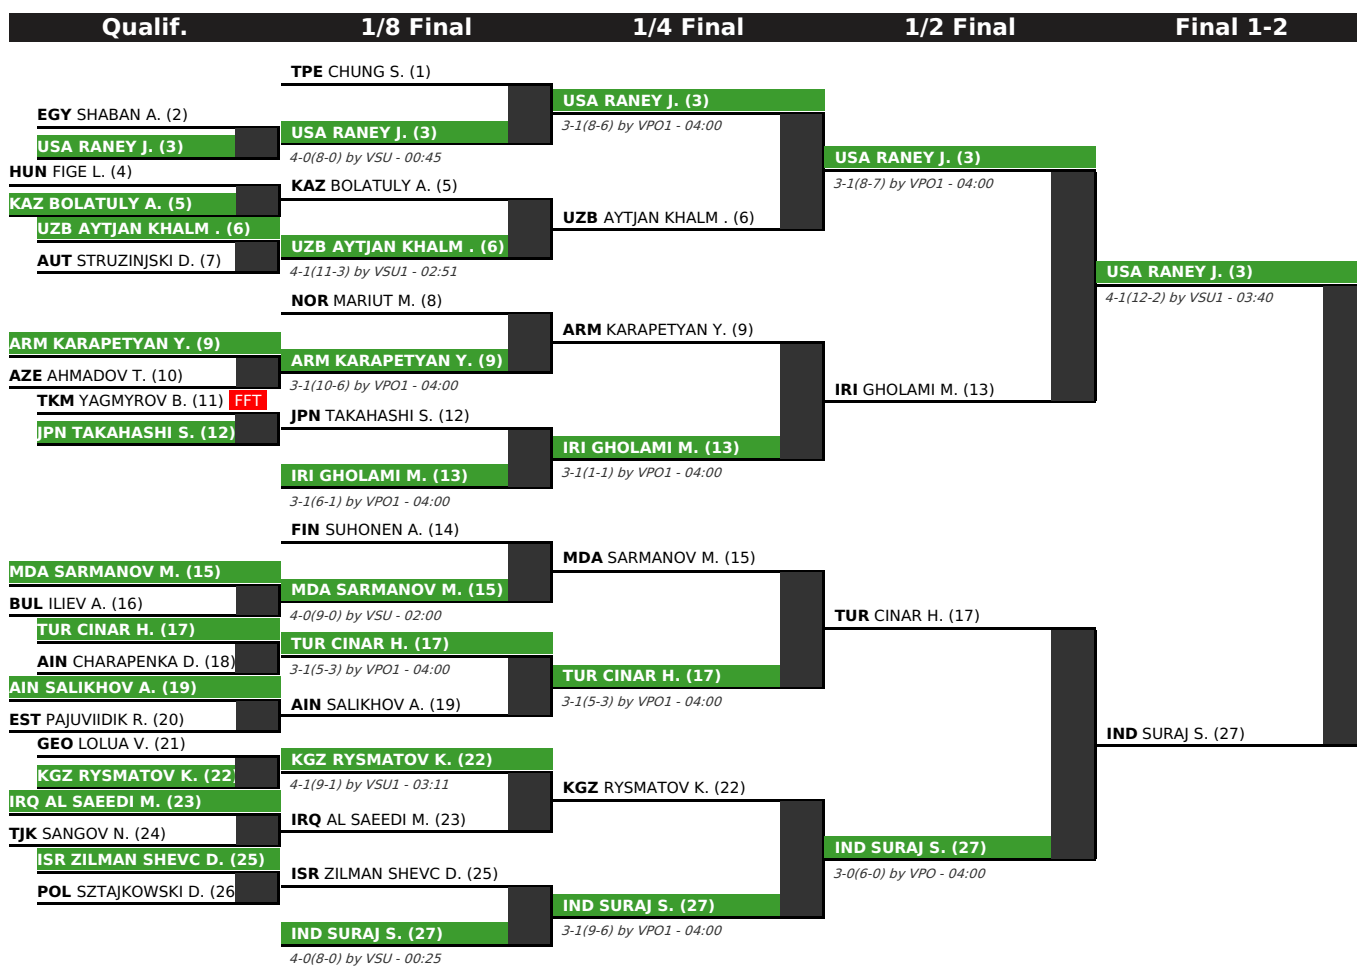 Qualif.
1/8 Final
1/4 Final
1/2 Final
Final 1-2
TPE CHUNG S. (1)
USA RANEY J. (3)
EGY SHABAN A. (2)
3-1(8-6) by VPO1 - 04:00
USA RANEY J. (3)
USA RANEY J. (3)
4-0(8-0) by VSU - 00:45
USA RANEY J. (3)
HUN FIGE L. (4)
3-1(8-7) by VPO1 - 04:00
KAZ BOLATULY A. (5)
KAZ BOLATULY A. (5)
UZB AYTJAN KHALM . (6)
UZB AYTJAN KHALM . (6)
UZB AYTJAN KHALM . (6)
AUT STRUZINJSKI D. (7)
4-1(11-3) by VSU1 - 02:51
USA RANEY J. (3)
4-1(12-2) by VSU1 - 03:40
NOR MARIUT M. (8)
ARM KARAPETYAN Y. (9)
ARM KARAPETYAN Y. (9)
ARM KARAPETYAN Y. (9)
AZE AHMADOV T. (10)
3-1(10-6) by VPO1 - 04:00
IRI GHOLAMI M. (13)
TKM YAGMYROV B. (11) FFT
JPN TAKAHASHI S. (12)
JPN TAKAHASHI S. (12)
IRI GHOLAMI M. (13)
3-1(1-1) by VPO1 - 04:00
IRI GHOLAMI M. (13)
3-1(6-1) by VPO1 - 04:00
FIN SUHONEN A. (14)
MDA SARMANOV M. (15)
MDA SARMANOV M. (15)
MDA SARMANOV M. (15)
BUL ILIEV A. (16)
4-0(9-0) by VSU - 02:00
TUR CINAR H. (17)
TUR CINAR H. (17)
TUR CINAR H. (17)
AIN CHARAPENKA D. (18)
3-1(5-3) by VPO1 - 04:00
TUR CINAR H. (17)
AIN SALIKHOV A. (19)
3-1(5-3) by VPO1 - 04:00
AIN SALIKHOV A. (19)
EST PAJUVIIDIK R. (20)
IND SURAJ S. (27)
GEO LOLUA V. (21)
KGZ RYSMATOV K. (22)
KGZ RYSMATOV K. (22)
4-1(9-1) by VSU1 - 03:11
KGZ RYSMATOV K. (22)
IRQ AL SAEEDI M. (23)
IRQ AL SAEEDI M. (23)
TJK SANGOV N. (24)
IND SURAJ S. (27)
ISR ZILMAN SHEVC D. (25)
ISR ZILMAN SHEVC D. (25)
3-0(6-0) by VPO - 04:00
POL SZTAJKOWSKI D. (26
IND SURAJ S. (27)
3-1(9-6) by VPO1 - 04:00
IND SURAJ S. (27)
4-0(8-0) by VSU - 00:25